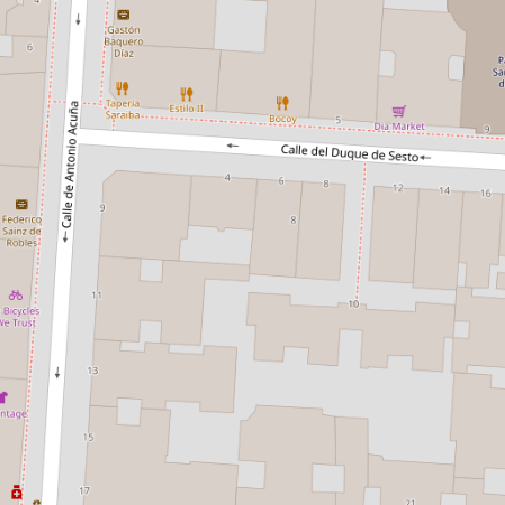 Gastón
Baquero
Díaz
6
Tapería
Saraiba
Estilo II
Bocoy
5
Dia Market
9
Calle del Duque de Sesto
Calle de Antonio Acuña
4
6
8
12
14
16
9
8
Federico
Sainz de
Robles
11
10
Bicycles
We Trust
13
ntage
15
17
21